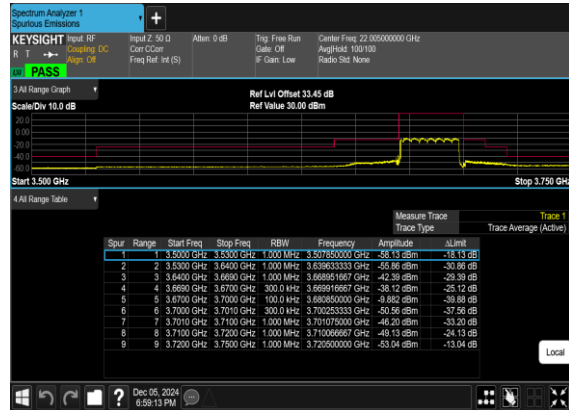 Spectrum Analyzer 1
Spurious Emissions
KEYSIGHT Input: RF Input Z: 50 Ω Atten: 0 dB Trig: Free Run Center Freq: 22.005000000 GHz
R T Coupling: DC Corr CCorr Gate: Off Avg|Hold: 100/100
Align: Off Freq Ref: Int (S) IF Gain: Low Radio Std: None
LW PASS
3 All Range Graph
Ref Lvl Offset 33.45 dB
Scale/Div 10.0 dB Ref Value 30.00 dBm
20.0
0.00
-20.0
-40.0
-60.0
Start 3.500 GHz Stop 3.750 GHz
4 All Range Table
Measure Trace Trace 1
Trace Type Trace Average (Active)
Spur Range Start Freq Stop Freq RBW Frequency Amplitude ΔLimit
1 1 3.5000 GHz 3.5300 GHz 1.000 MHz 3.507850000 GHz -58.13 dBm -18.13 dB
2 2 3.5300 GHz 3.6400 GHz 1.000 MHz 3.639633333 GHz -55.86 dBm -30.86 dB
3 3 3.6400 GHz 3.6690 GHz 1.000 MHz 3.668951667 GHz -42.39 dBm -29.39 dB
4 4 3.6690 GHz 3.6700 GHz 300.0 kHz 3.669916667 GHz -38.12 dBm -25.12 dB
5 5 3.6700 GHz 3.7000 GHz 100.0 kHz 3.680850000 GHz -9.882 dBm -39.88 dB
6 6 3.7000 GHz 3.7010 GHz 300.0 kHz 3.700253333 GHz -50.56 dBm -37.56 dB
7 7 3.7010 GHz 3.7100 GHz 1.000 MHz 3.701075000 GHz -46.20 dBm -33.20 dB
8 8 3.7100 GHz 3.7200 GHz 1.000 MHz 3.710066667 GHz -49.13 dBm -24.13 dB
9 9 3.7200 GHz 3.7500 GHz 1.000 MHz 3.720500000 GHz -53.04 dBm -13.04 dB
Local
? Dec 05, 2024
6:59:13 PM